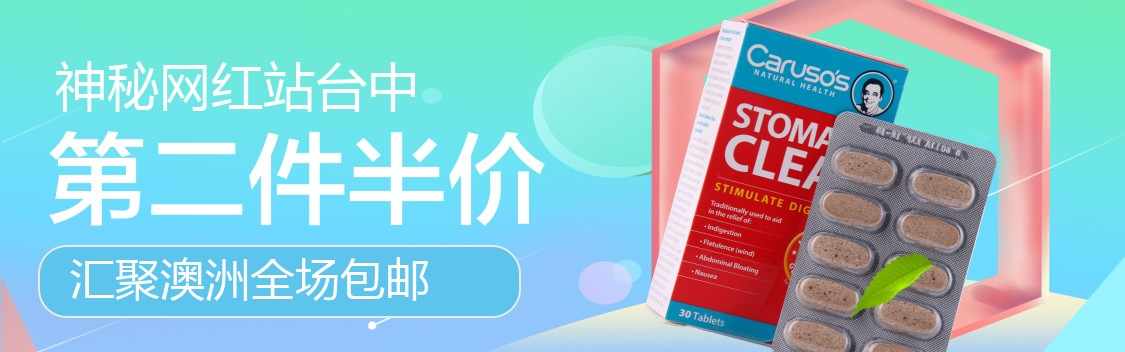 神秘网红站台中
第二件半价
汇聚澳洲全场包邮
Caruso's
NATURAL HEALTH
STOMA
CLEA
STIMULATE DIG
Traditionally used to aid
in the relief of:
• Indigestion
• Flatulence (wind)
• Abdominal Bloating
• Nausea
30 Tablets